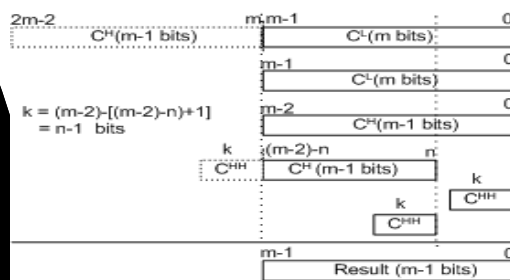 2m-2 m m-1 0
C^H(m-1 bits) C^L(m bits)
m-1 0
C^L(m bits)
k = (m-2)-[(m-2)-n)+1] m-2 0
= n-1 bits C^H(m-1 bits)
k (m-2)-n n
C^HH C^H (m-1 bits)
k
C^HH
k
C^HH
m-1 0
Result (m-1 bits)